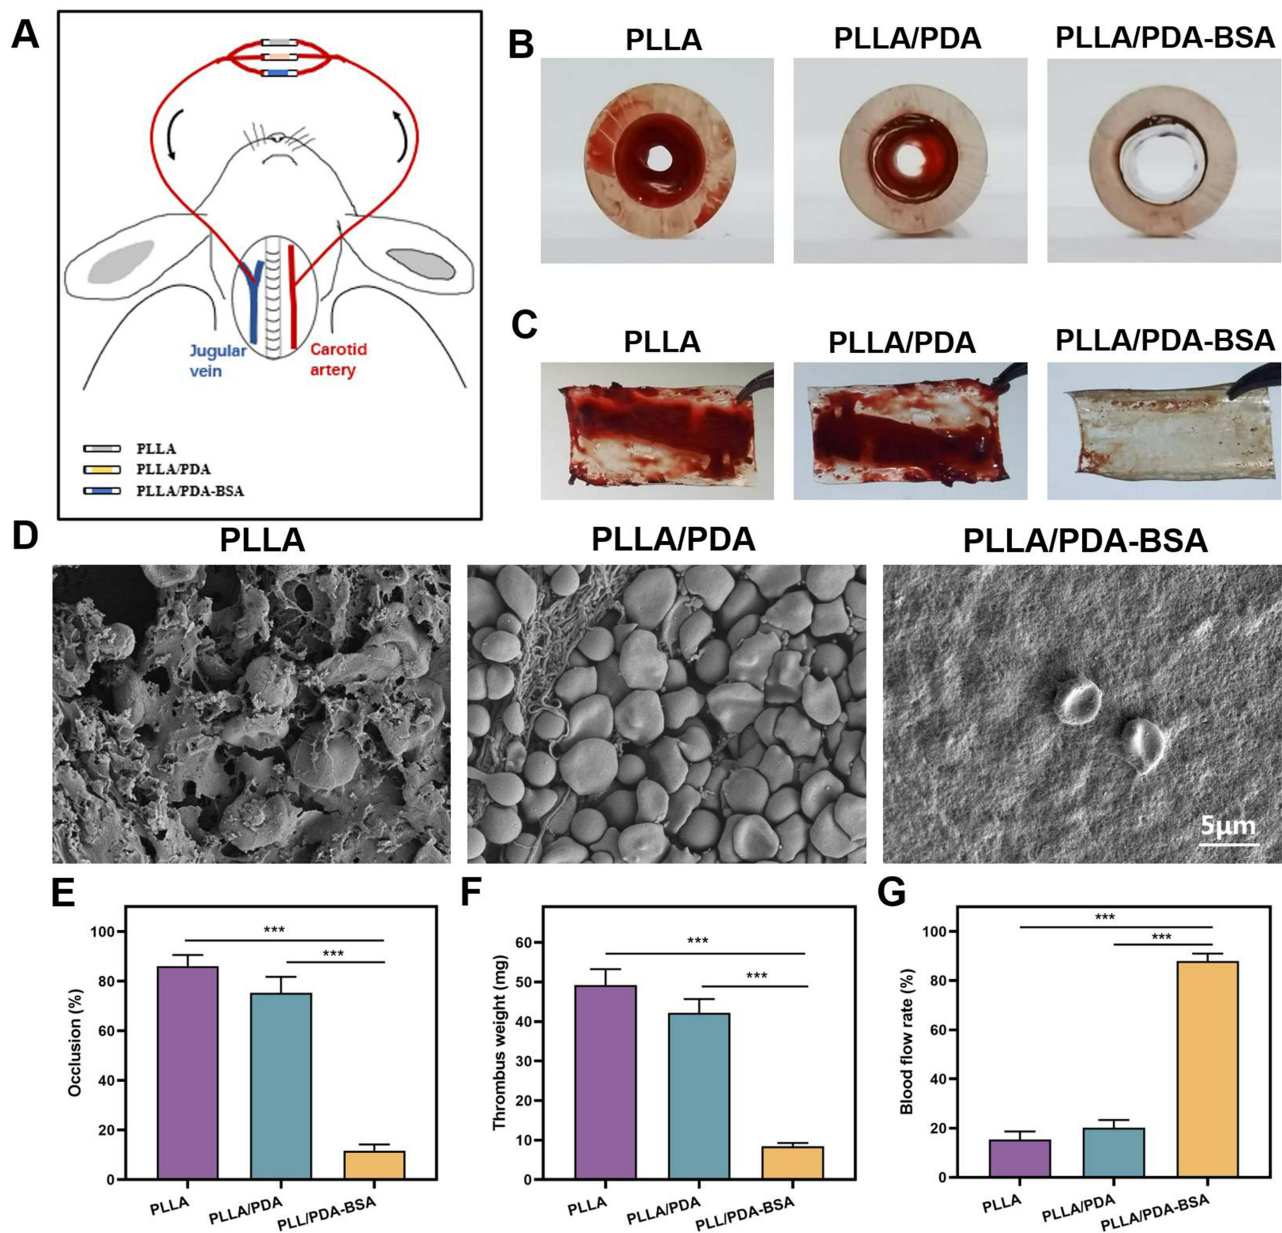 A
Jugular
vein
Carotid
artery
PLLA
PLLA/PDA
PLLA/PDA-BSA
B
PLLA
PLLA/PDA
PLLA/PDA-BSA
C
PLLA
PLLA/PDA
PLLA/PDA-BSA
D
PLLA
PLLA/PDA
PLLA/PDA-BSA
5μm
E
Occlusion (%)
100
80
60
40
20
0
***
***
PLLA
PLLA/PDA
PLL/PDA-BSA
F
Thrombus weight (mg)
60
50
40
30
20
10
0
***
***
PLLA
PLLA/PDA
PLL/PDA-BSA
G
Blood flow rate (%)
100
80
60
40
20
0
***
***
PLLA
PLLA/PDA
PLLA/PDA-BSA